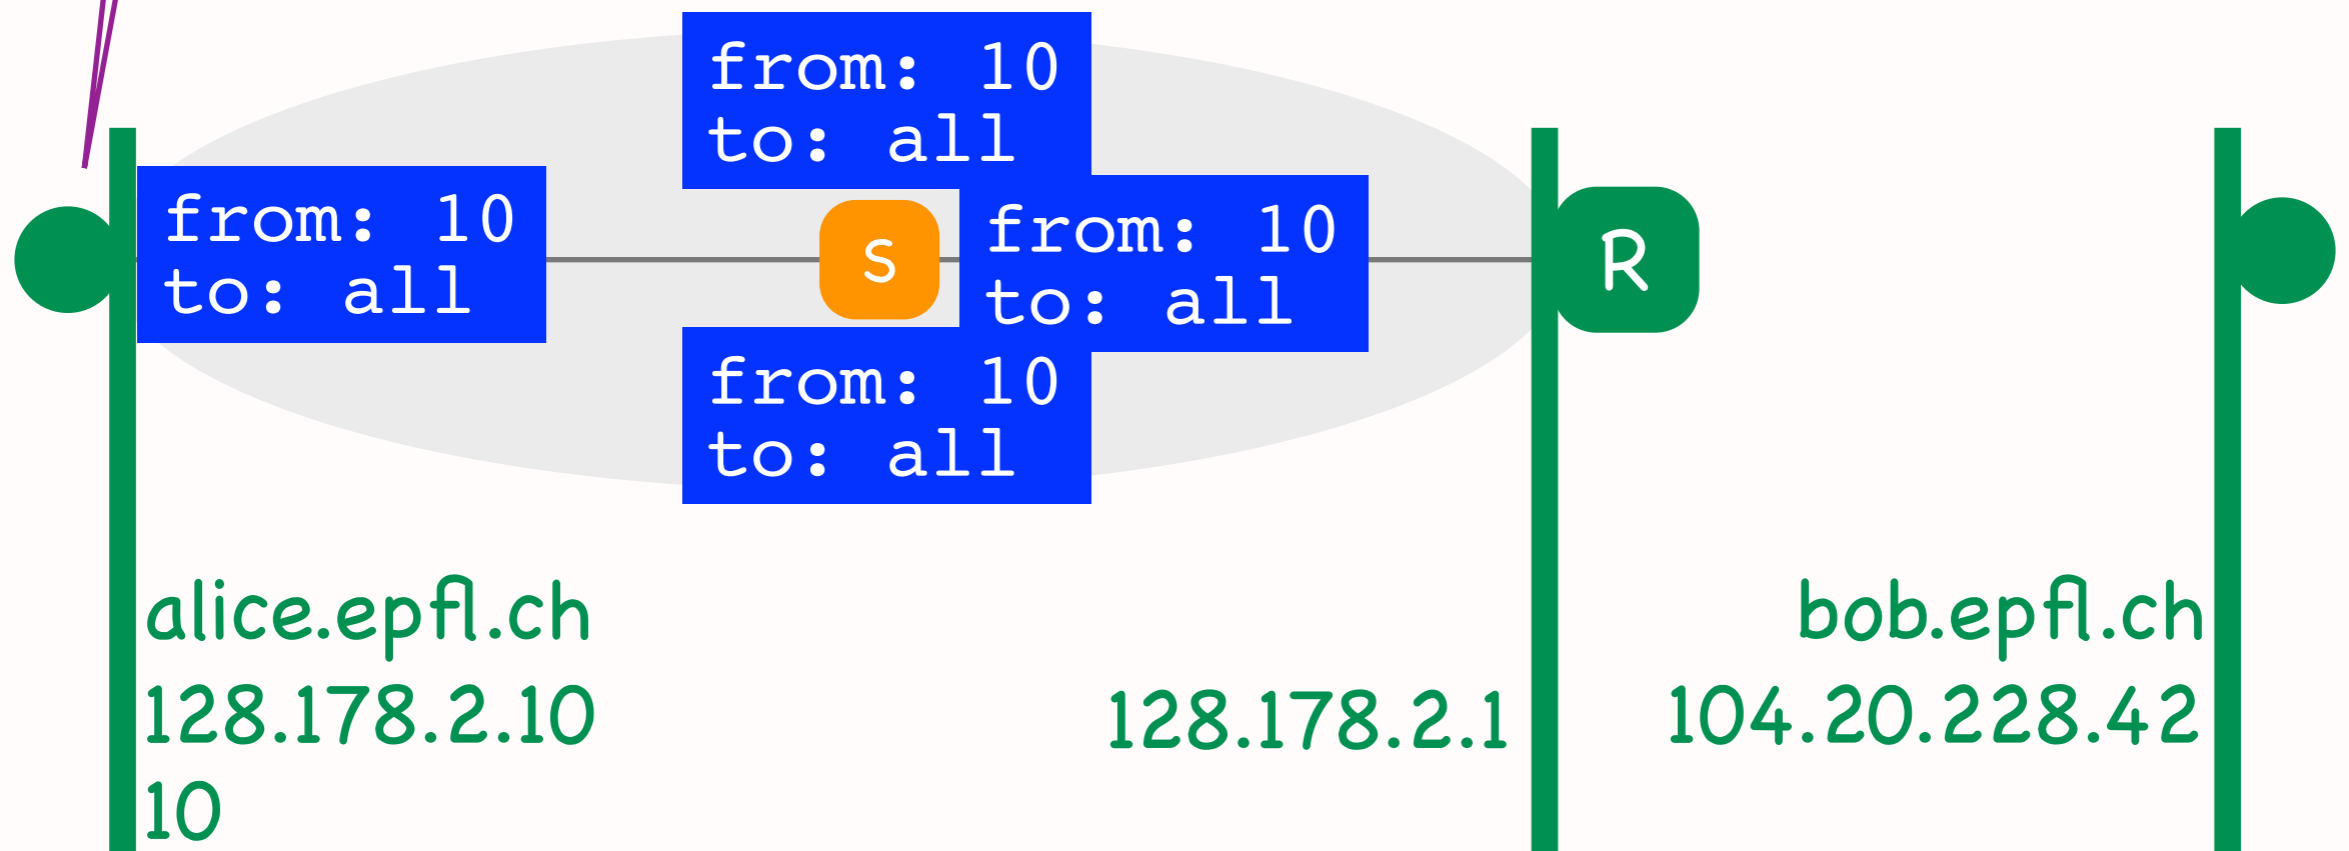 from: 10
to: all
from: 10
to: all
S
from: 10
to: all
R
from: 10
to: all
alice.epfl.ch
128.178.2.10
10
128.178.2.1
bob.epfl.ch
104.20.228.42